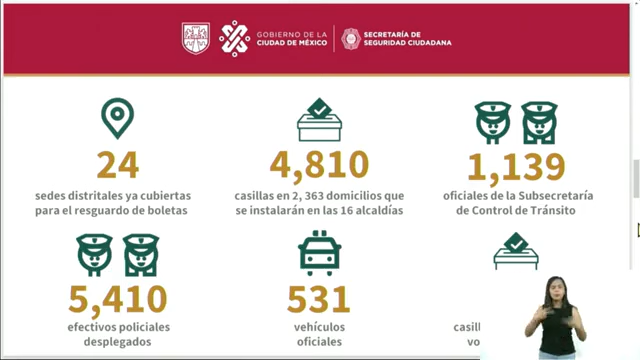 GOBIERNO DE LA
CIUDAD DE MÉXICO
SECRETARÍA DE
SEGURIDAD CIUDADANA
24
sedes distritales ya cubiertas
para el resguardo de boletas
4,810
casillas en 2, 363 domicilios que
se instalarán en las 16 alcaldías
1,139
oficiales de la Subsecretaría
de Control de Tránsito
5,410
efectivos policiales
desplegados
531
vehículos
oficiales